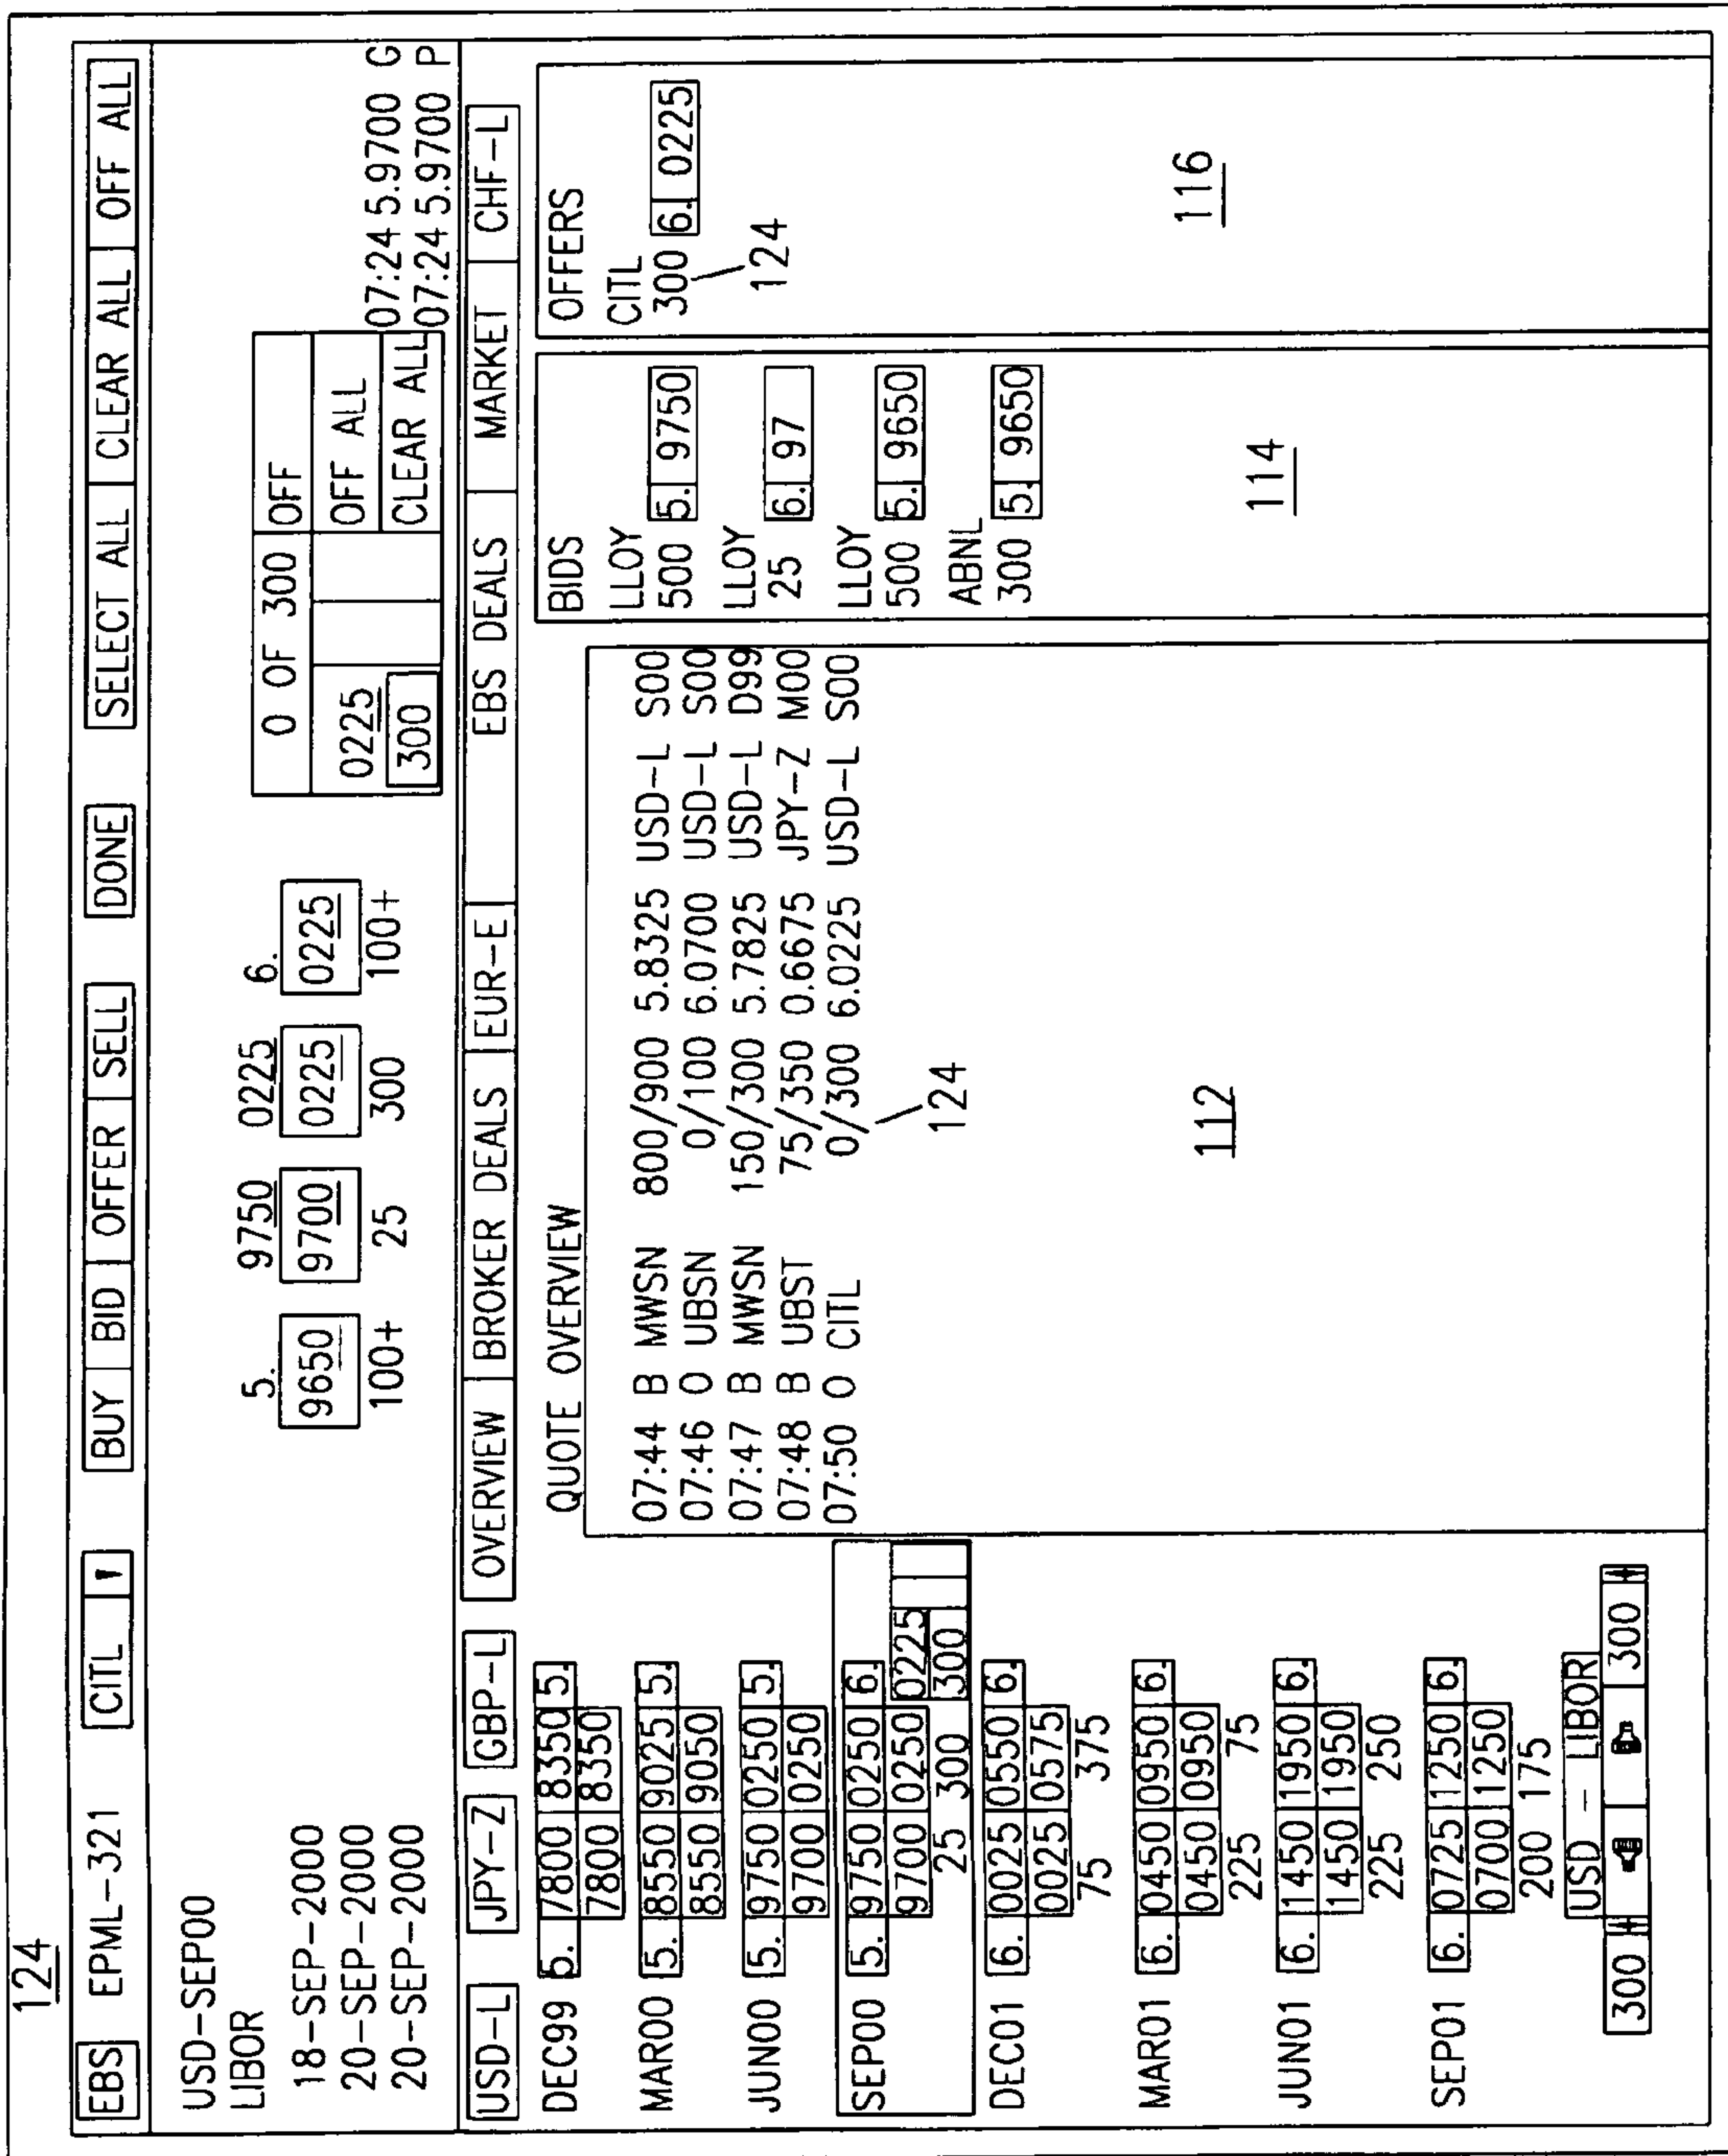 124
EBS EPML-321 CITL BUY BID OFFER SELL DONE SELECT ALL CLEAR ALL OFF ALL
USD-SEP00
LIBOR
18-SEP-2000
20-SEP-2000
20-SEP-2000
5. 9750 0225 6.
9650 9700 0225 0225
100+ 25 300 100+
0 OF 300 OFF
0225 OFF ALL
300 CLEAR ALL
07:24 5.9700 G
07:24 5.9700 P
USD-L JPY-Z GBP-L OVERVIEW BROKER DEALS EUR-E EBS DEALS MARKET CHF-L
DEC99 5. 7800 8350 5.
7800 8350
MAR00 5. 8550 9025 5.
8550 9050
JUN00 5. 9750 0250 5.
9700 0250
SEP00 5. 9750 0250 6.
9700 0250 0225
25 300 300
DEC01 6. 0025 0550 6.
0025 0575
75 375
MAR01 6. 0450 0950 6.
0450 0950
225 75
JUN01 6. 1450 1950 6.
1450 1950
225 250
SEP01 6. 0725 1250 6.
0700 1250
200 175
USD - LIBOR
300 300
QUOTE OVERVIEW
07:44 B MWSN 800/900 5.8325 USD-L S00
07:46 O UBSN 0/100 6.0700 USD-L S00
07:47 B MWSN 150/300 5.7825 USD-L D99
07:48 B UBST 75/350 0.6675 JPY-Z M00
07:50 O CITL 0/300 6.0225 USD-L S00
124
112
BIDS
LLOY
500 5. 9750
LLOY
25 6. 97
LLOY
500 5. 9650
ABNL
300 5. 9650
114
OFFERS
CITL
300 6. 0225
124
116